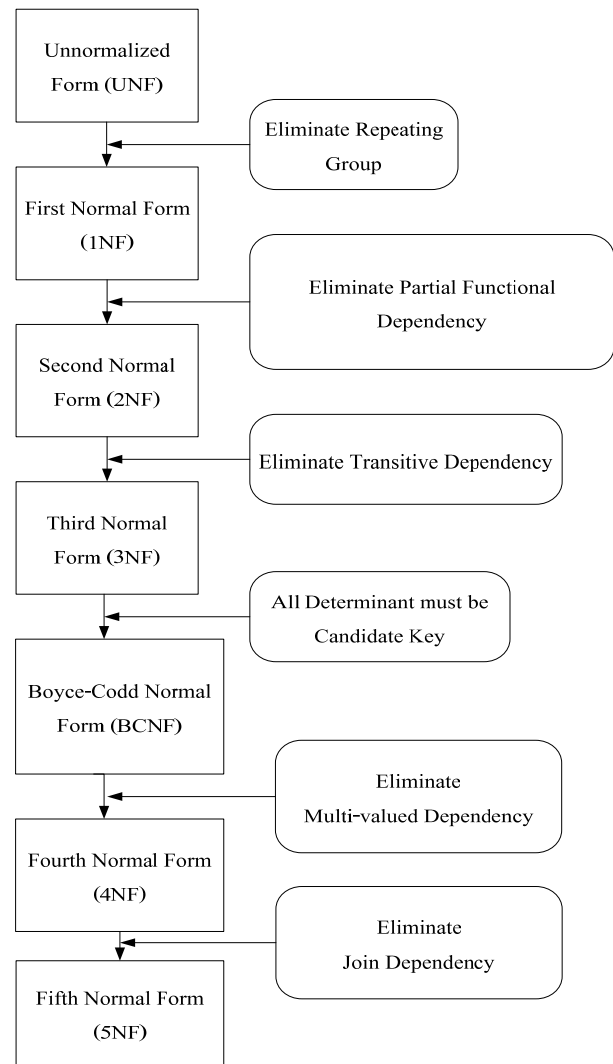 Unnormalized
Form (UNF)
Eliminate Repeating
Group
First Normal Form
(1NF)
Eliminate Partial Functional
Dependency
Second Normal
Form (2NF)
Eliminate Transitive Dependency
Third Normal
Form (3NF)
All Determinant must be
Candidate Key
Boyce-Codd Normal
Form (BCNF)
Eliminate
Multi-valued Dependency
Fourth Normal Form
(4NF)
Eliminate
Join Dependency
Fifth Normal Form
(5NF)